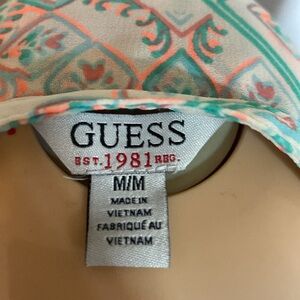 GUESS
EST. 1981 REG.
M/M
MADE IN
VIETNAM
FABRIQUÉ AU
VIETNAM